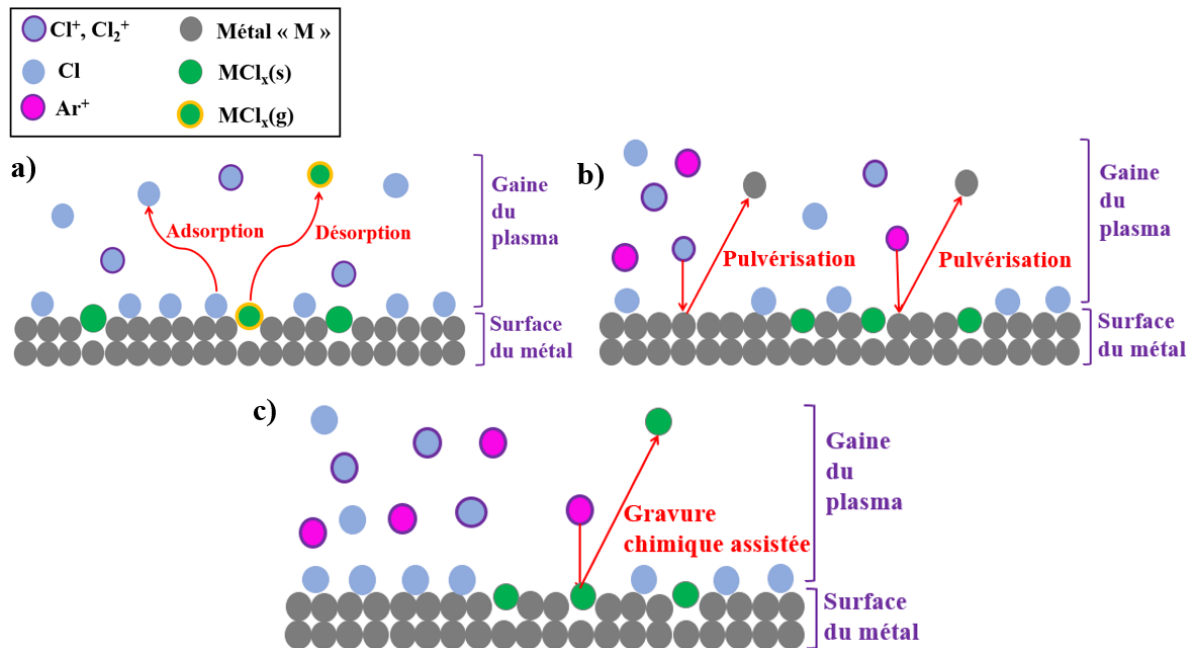 Cl⁺, Cl₂⁺
Métal « M »
Cl
MClₓ(s)
Ar⁺
MClₓ(g)
a)
Adsorption
Désorption
Gaine
du
plasma
Surface
du métal
b)
Pulvérisation
Pulvérisation
Gaine
du
plasma
Surface
du métal
c)
Gravure
chimique assistée
Gaine
du
plasma
Surface
du métal